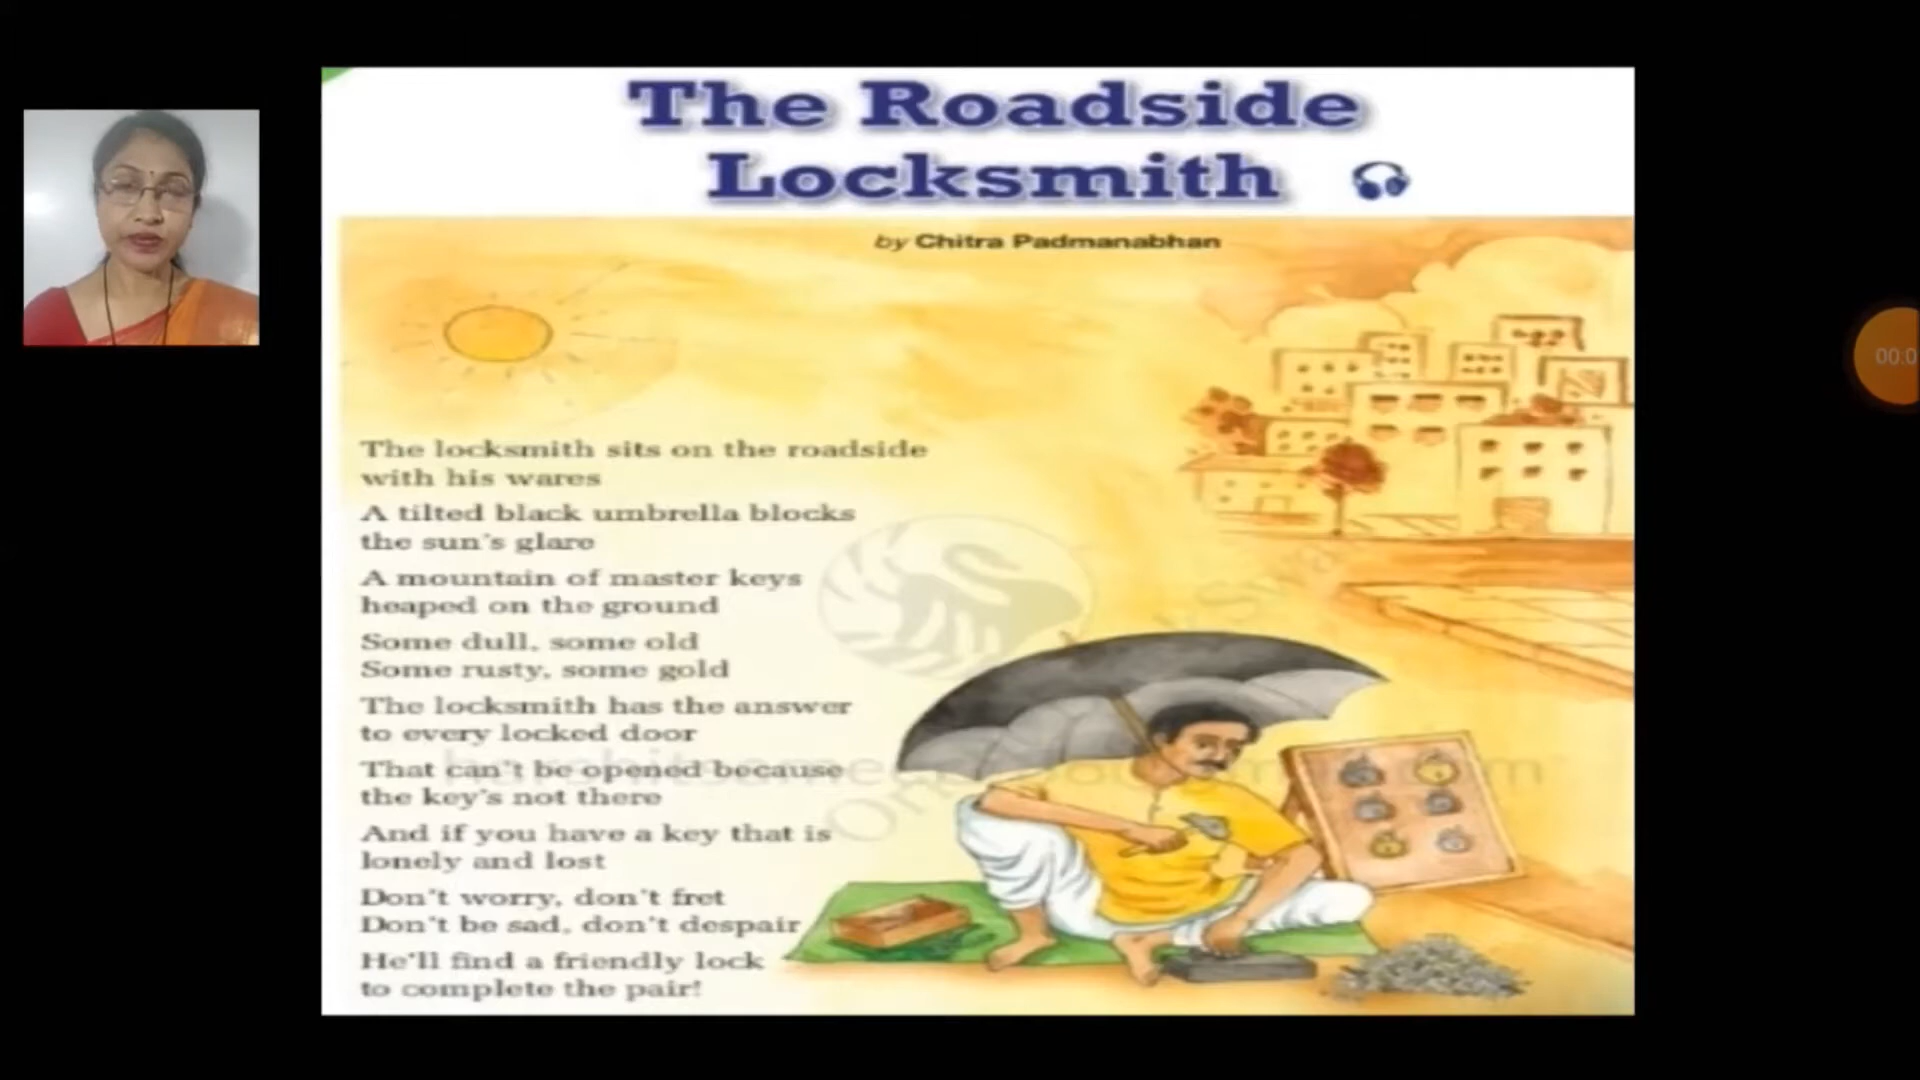 The Roadside
Locksmith
by Chitra Padmanabhan
The locksmith sits on the roadside
with his wares
A tilted black umbrella blocks
the sun's glare
A mountain of master keys
heaped on the ground
Some dull, some old
Some rusty, some gold
The locksmith has the answer
to every locked door
That can't be opened because
the key's not there
And if you have a key that is
lonely and lost
Don't worry, don't fret
Don't be sad, don't despair
He'll find a friendly lock
to complete the pair!
00:0